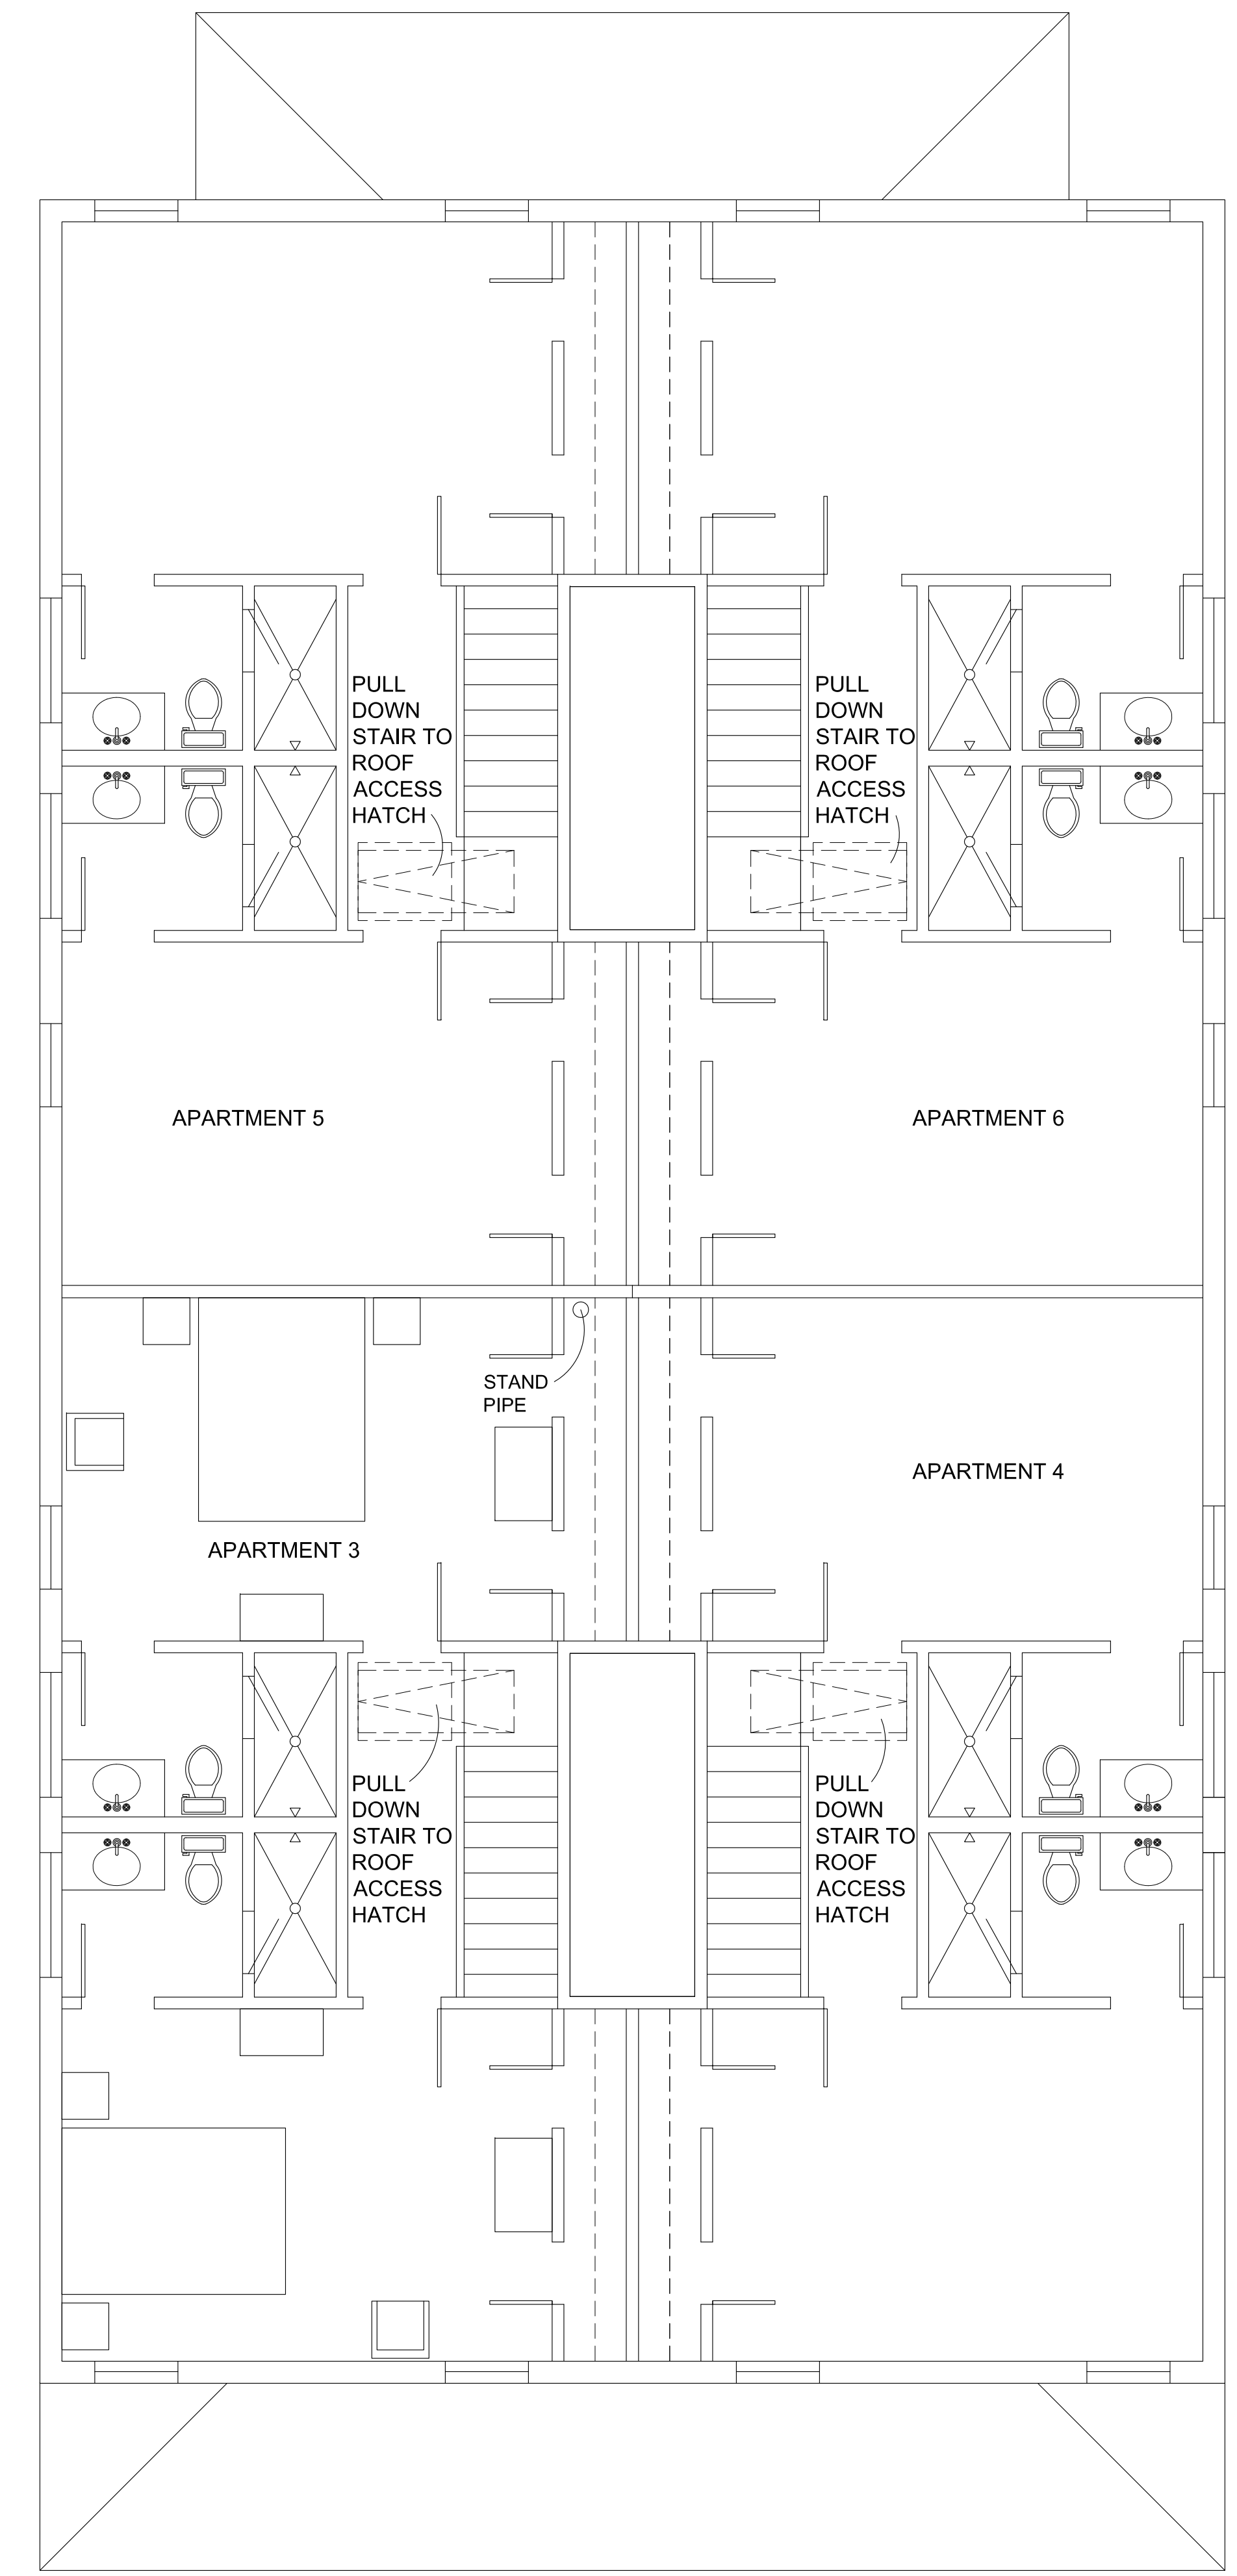 PULL
DOWN
STAIR TO
ROOF
ACCESS
HATCH
PULL
DOWN
STAIR TO
ROOF
ACCESS
HATCH
APARTMENT 5
APARTMENT 6
STAND
PIPE
APARTMENT 4
APARTMENT 3
PULL
DOWN
STAIR TO
ROOF
ACCESS
HATCH
PULL
DOWN
STAIR TO
ROOF
ACCESS
HATCH